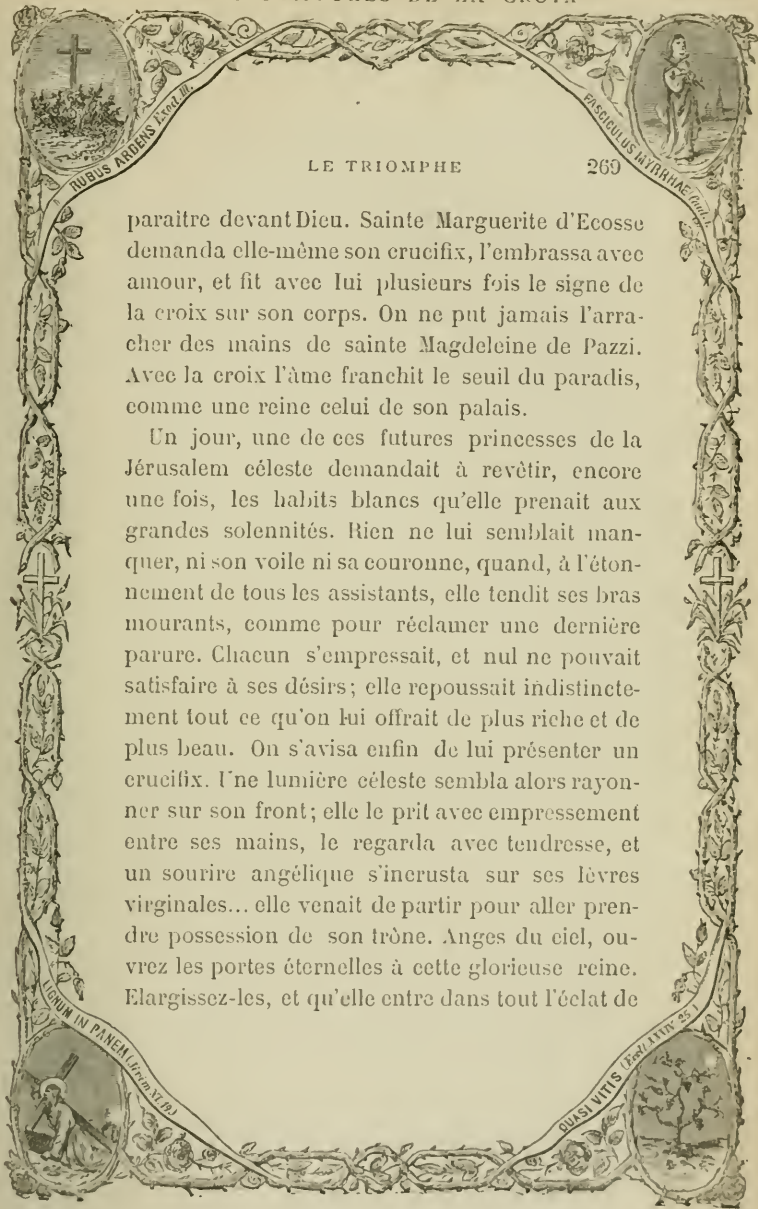 LE TRIOMPHE 269
RUBUS ARDENS Exod. III.
FASCICULUS MYRRHAE (Cant.).
paraitre devant Dieu. Sainte Marguerite d'Ecosse
demanda elle-même son crucifix, l'embrassa avec
amour, et fit avec lui plusieurs fois le signe de
la croix sur son corps. On ne put jamais l'arra-
cher des mains de sainte Magdeleine de Pazzi.
Avec la croix l'âme franchit le seuil du paradis,
comme une reine celui de son palais.
Un jour, une de ces futures princesses de la
Jérusalem céleste demandait à revêtir, encore
une fois, les habits blancs qu'elle prenait aux
grandes solennités. Rien ne lui semblait man-
quer, ni son voile ni sa couronne, quand, à l'éton-
nement de tous les assistants, elle tendit ses bras
mourants, comme pour réclamer une dernière
parure. Chacun s'empressait, et nul ne pouvait
satisfaire à ses désirs; elle repoussait indistincte-
ment tout ce qu'on lui offrait de plus riche et de
plus beau. On s'avisa enfin de lui présenter un
crucifix. Une lumière céleste sembla alors rayon-
ner sur son front; elle le prit avec empressement
entre ses mains, le regarda avec tendresse, et
un sourire angélique s'incrusta sur ses lèvres
virginales... elle venait de partir pour aller pren-
dre possession de son trône. Anges du ciel, ou-
vrez les portes éternelles à cette glorieuse reine.
Elargissez-les, et qu'elle entre dans tout l'éclat de
LIGNUM IN PANEM (Jérém. XI. 19.)
QUASI VITIS (Eccli. XXIV 25.)